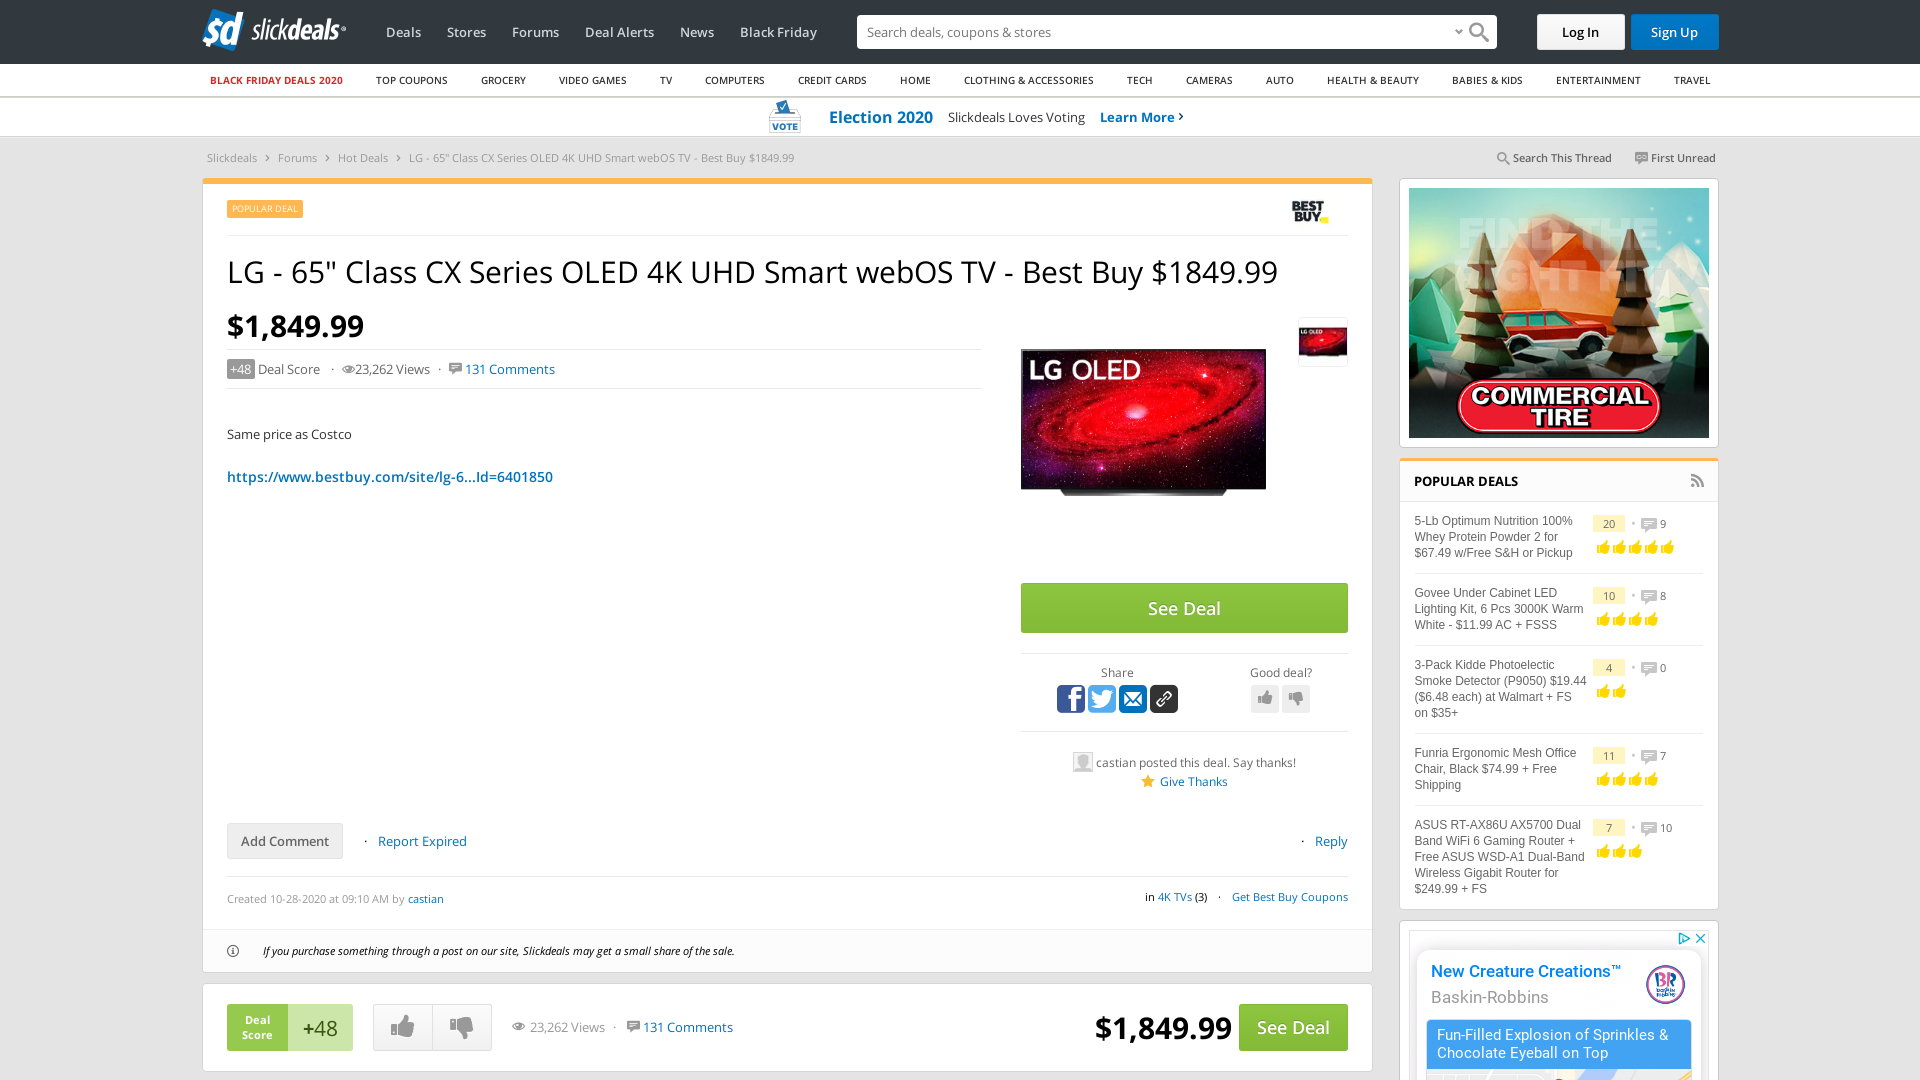 slickdeals
Deals Stores Forums Deal Alerts News Black Friday
Search deals, coupons & stores
Log In
Sign Up
BLACK FRIDAY DEALS 2020 TOP COUPONS GROCERY VIDEO GAMES TV COMPUTERS CREDIT CARDS HOME CLOTHING & ACCESSORIES TECH CAMERAS AUTO HEALTH & BEAUTY BABIES & KIDS ENTERTAINMENT TRAVEL
VOTE
Election 2020 Slickdeals Loves Voting Learn More ›
Slickdeals › Forums › Hot Deals › LG - 65" Class CX Series OLED 4K UHD Smart webOS TV - Best Buy $1849.99
Search This Thread First Unread
POPULAR DEAL
BEST
BUY
LG - 65" Class CX Series OLED 4K UHD Smart webOS TV - Best Buy $1849.99
$1,849.99
+48 Deal Score · 23,262 Views · 131 Comments
Same price as Costco
https://www.bestbuy.com/site/lg-6...Id=6401850
LG OLED
LG OLED
See Deal
Share
Good deal?
castian posted this deal. Say thanks!
Give Thanks
Add Comment · Report Expired
· Reply
Created 10-28-2020 at 09:10 AM by castian
in 4K TVs (3) · Get Best Buy Coupons
If you purchase something through a post on our site, Slickdeals may get a small share of the sale.
Deal
Score
+48
23,262 Views · 131 Comments
$1,849.99
See Deal
FIND THE
RIGHT FIT
COMMERCIAL
TIRE
POPULAR DEALS
5-Lb Optimum Nutrition 100%
Whey Protein Powder 2 for
$67.49 w/Free S&H or Pickup
20 • 9
Govee Under Cabinet LED
Lighting Kit, 6 Pcs 3000K Warm
White - $11.99 AC + FSSS
10 • 8
3-Pack Kidde Photoelectic
Smoke Detector (P9050) $19.44
($6.48 each) at Walmart + FS
on $35+
4 • 0
Funria Ergonomic Mesh Office
Chair, Black $74.99 + Free
Shipping
11 • 7
ASUS RT-AX86U AX5700 Dual
Band WiFi 6 Gaming Router +
Free ASUS WSD-A1 Dual-Band
Wireless Gigabit Router for
$249.99 + FS
7 • 10
New Creature Creations™
Baskin-Robbins
BR
baskin
robbins
Fun-Filled Explosion of Sprinkles &
Chocolate Eyeball on Top